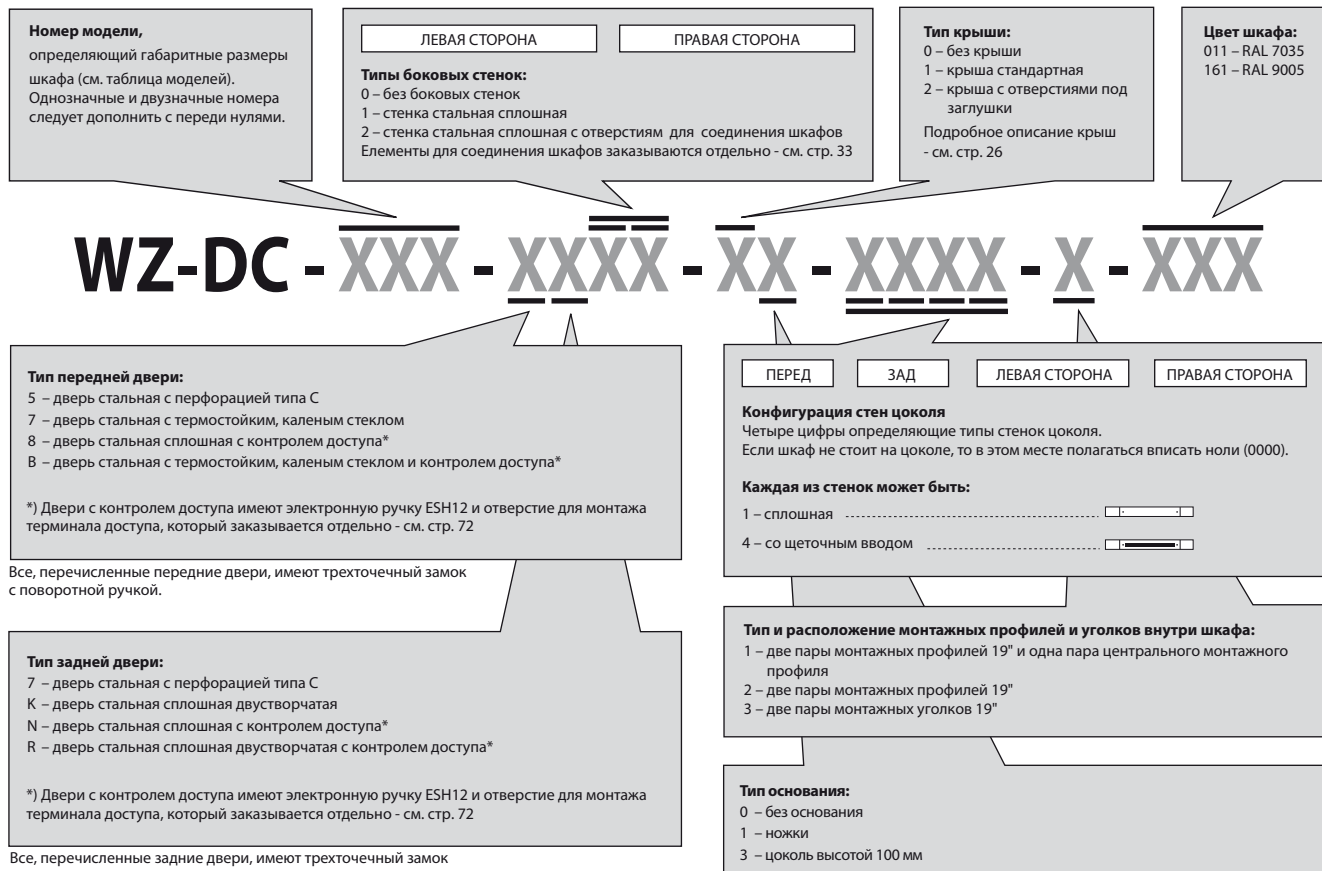 Номер модели,
определяющий габаритные размеры
шкафа (см. таблица моделей).
Однозначные и двузначные номера
следует дополнить с переди нулями.
ЛЕВАЯ СТОРОНА
ПРАВАЯ СТОРОНА
Типы боковых стенок:
0 – без боковых стенок
1 – стенка стальная сплошная
2 – стенка стальная сплошная с отверстиям для соединения шкафов
Елементы для соединения шкафов заказываются отдельно - см. стр. 33
Тип крыши:
0 – без крыши
1 – крыша стандартная
2 – крыша с отверстиями под
заглушки
Подробное описание крыш
- см. стр. 26
Цвет шкафа:
011 – RAL 7035
161 – RAL 9005
WZ-DC - XXX - XXXX - XX - XXXX - X - XXX
Тип передней двери:
5 – дверь стальная с перфорацией типа С
7 – дверь стальная с термостойким, каленым стеклом
8 – дверь стальная сплошная с контролем доступа*
B – дверь стальная с термостойким, каленым стеклом и контролем доступа*
*) Двери с контролем доступа имеют электронную ручку ESH12 и отверстие для монтажа
терминала доступа, который заказывается отдельно - см. стр. 72
Все, перечисленные передние двери, имеют трехточечный замок
с поворотной ручкой.
Тип задней двери:
7 – дверь стальная с перфорацией типа С
K – дверь стальная сплошная двустворчатая
N – дверь стальная сплошная с контролем доступа*
R – дверь стальная сплошная двустворчатая с контролем доступа*
*) Двери с контролем доступа имеют электронную ручку ESH12 и отверстие для монтажа
терминала доступа, который заказывается отдельно - см. стр. 72
Все, перечисленные задние двери, имеют трехточечный замок
ПЕРЕД
ЗАД
ЛЕВАЯ СТОРОНА
ПРАВАЯ СТОРОНА
Конфигурация стен цоколя
Четыре цифры определяющие типы стенок цоколя.
Если шкаф не стоит на цоколе, то в этом месте полагаться вписать ноли (0000).
Каждая из стенок может быть:
1 – сплошная
4 – со щеточным вводом
Тип и расположение монтажных профилей и уголков внутри шкафа:
1 – две пары монтажных профилей 19" и одна пара центрального монтажного
профиля
2 – две пары монтажных профилей 19"
3 – две пары монтажных уголков 19"
Тип основания:
0 – без основания
1 – ножки
3 – цоколь высотой 100 мм